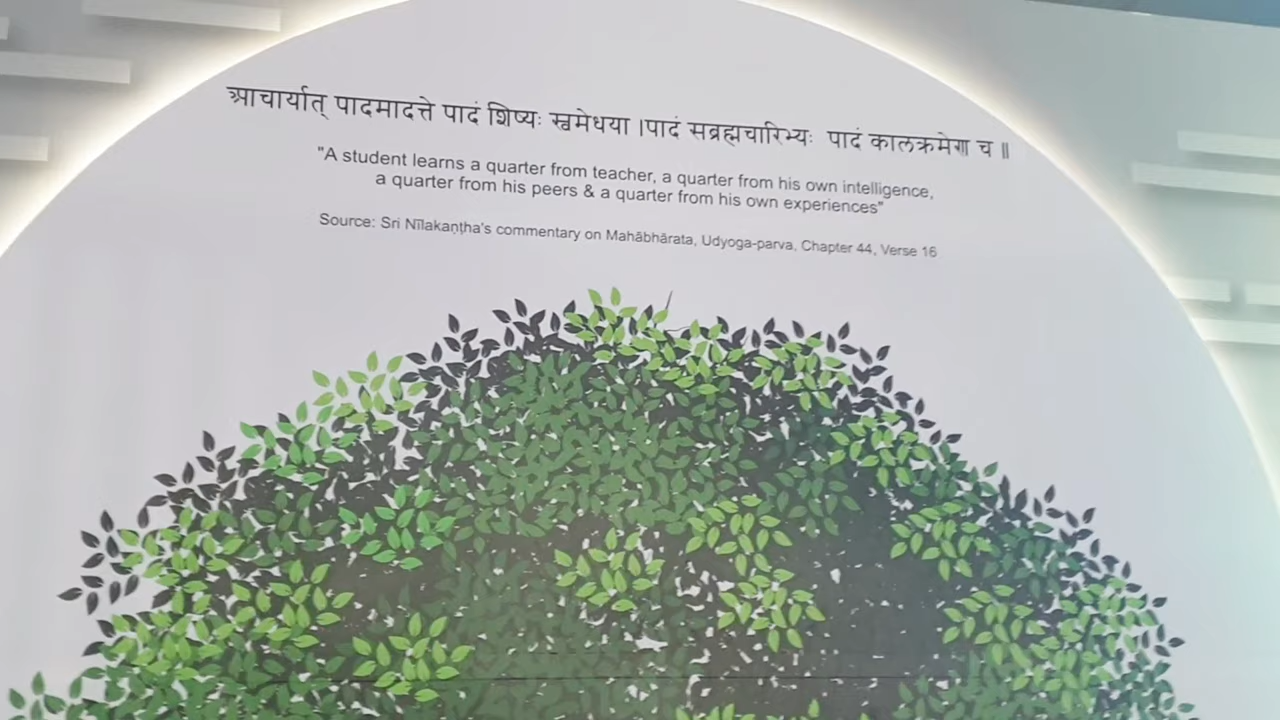 आचार्यात् पादमादत्ते पादं शिष्यः स्वमेधया ।पादं सब्रह्मचारिभ्यः पादं कालक्रमेण च ॥
"A student learns a quarter from teacher, a quarter from his own intelligence,
a quarter from his peers & a quarter from his own experiences"
Source: Sri Nīlakaṇṭha's commentary on Mahābhārata, Udyoga-parva, Chapter 44, Verse 16